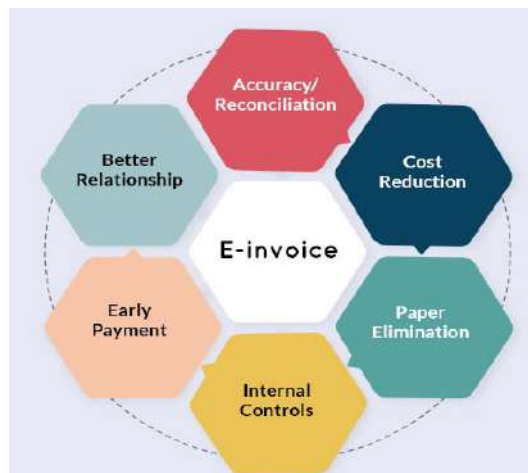 Accuracy/
Reconciliation
Cost
Reduction
Paper
Elimination
Internal
Controls
Early
Payment
Better
Relationship
E-invoice